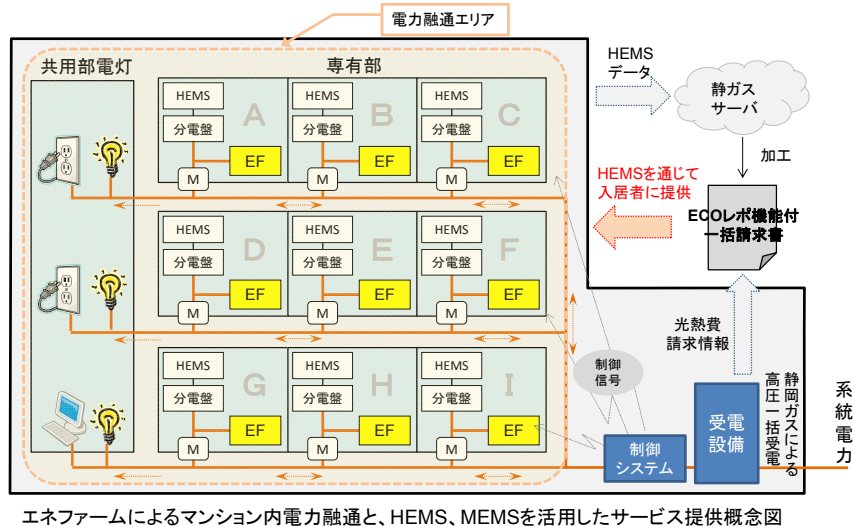 電力融通エリア
共用部電灯
専有部
HEMS
分電盤
A
EF
M
HEMS
分電盤
B
EF
M
HEMS
分電盤
C
EF
M
HEMS
分電盤
D
EF
M
HEMS
分電盤
E
EF
M
HEMS
分電盤
F
EF
M
HEMS
分電盤
G
EF
M
HEMS
分電盤
H
EF
M
HEMS
分電盤
I
EF
M
HEMS
データ
静ガス
サーバ
加工
HEMSを通じて
入居者に提供
ECOレポ機能付
一括請求書
光熱費
請求情報
制御
信号
制御
システム
受電
設備
静岡ガスによる
高圧一括受電
系統電力
エネファームによるマンション内電力融通と、HEMS、MEMSを活用したサービス提供概念図